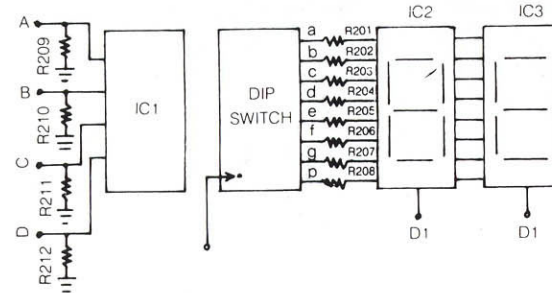 A
R209
B
R210
C
R211
D
R212
IC1
DIP
SWITCH
a R201
b R202
c R203
d R204
e R205
f R206
g R207
p R208
IC2
D1
IC3
D1